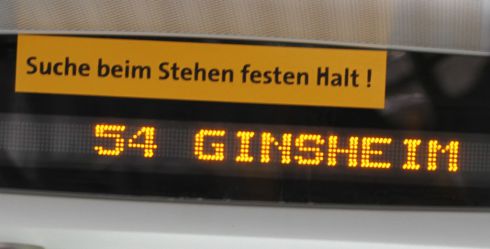 Suche beim Stehen festen Halt !
54 GINSHEIM